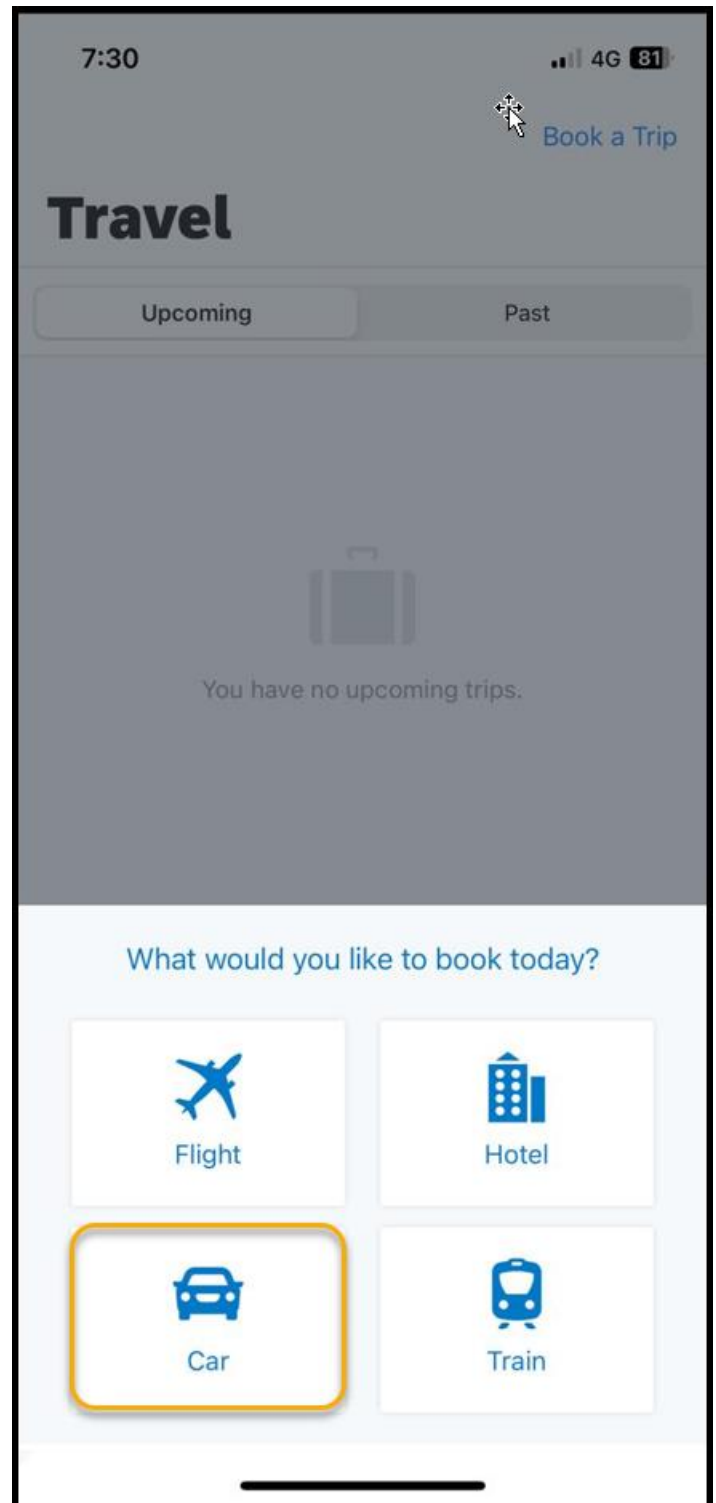 7:30 4G 81
Book a Trip
Travel
Upcoming Past
You have no upcoming trips.
What would you like to book today?
Flight Hotel
Car Train